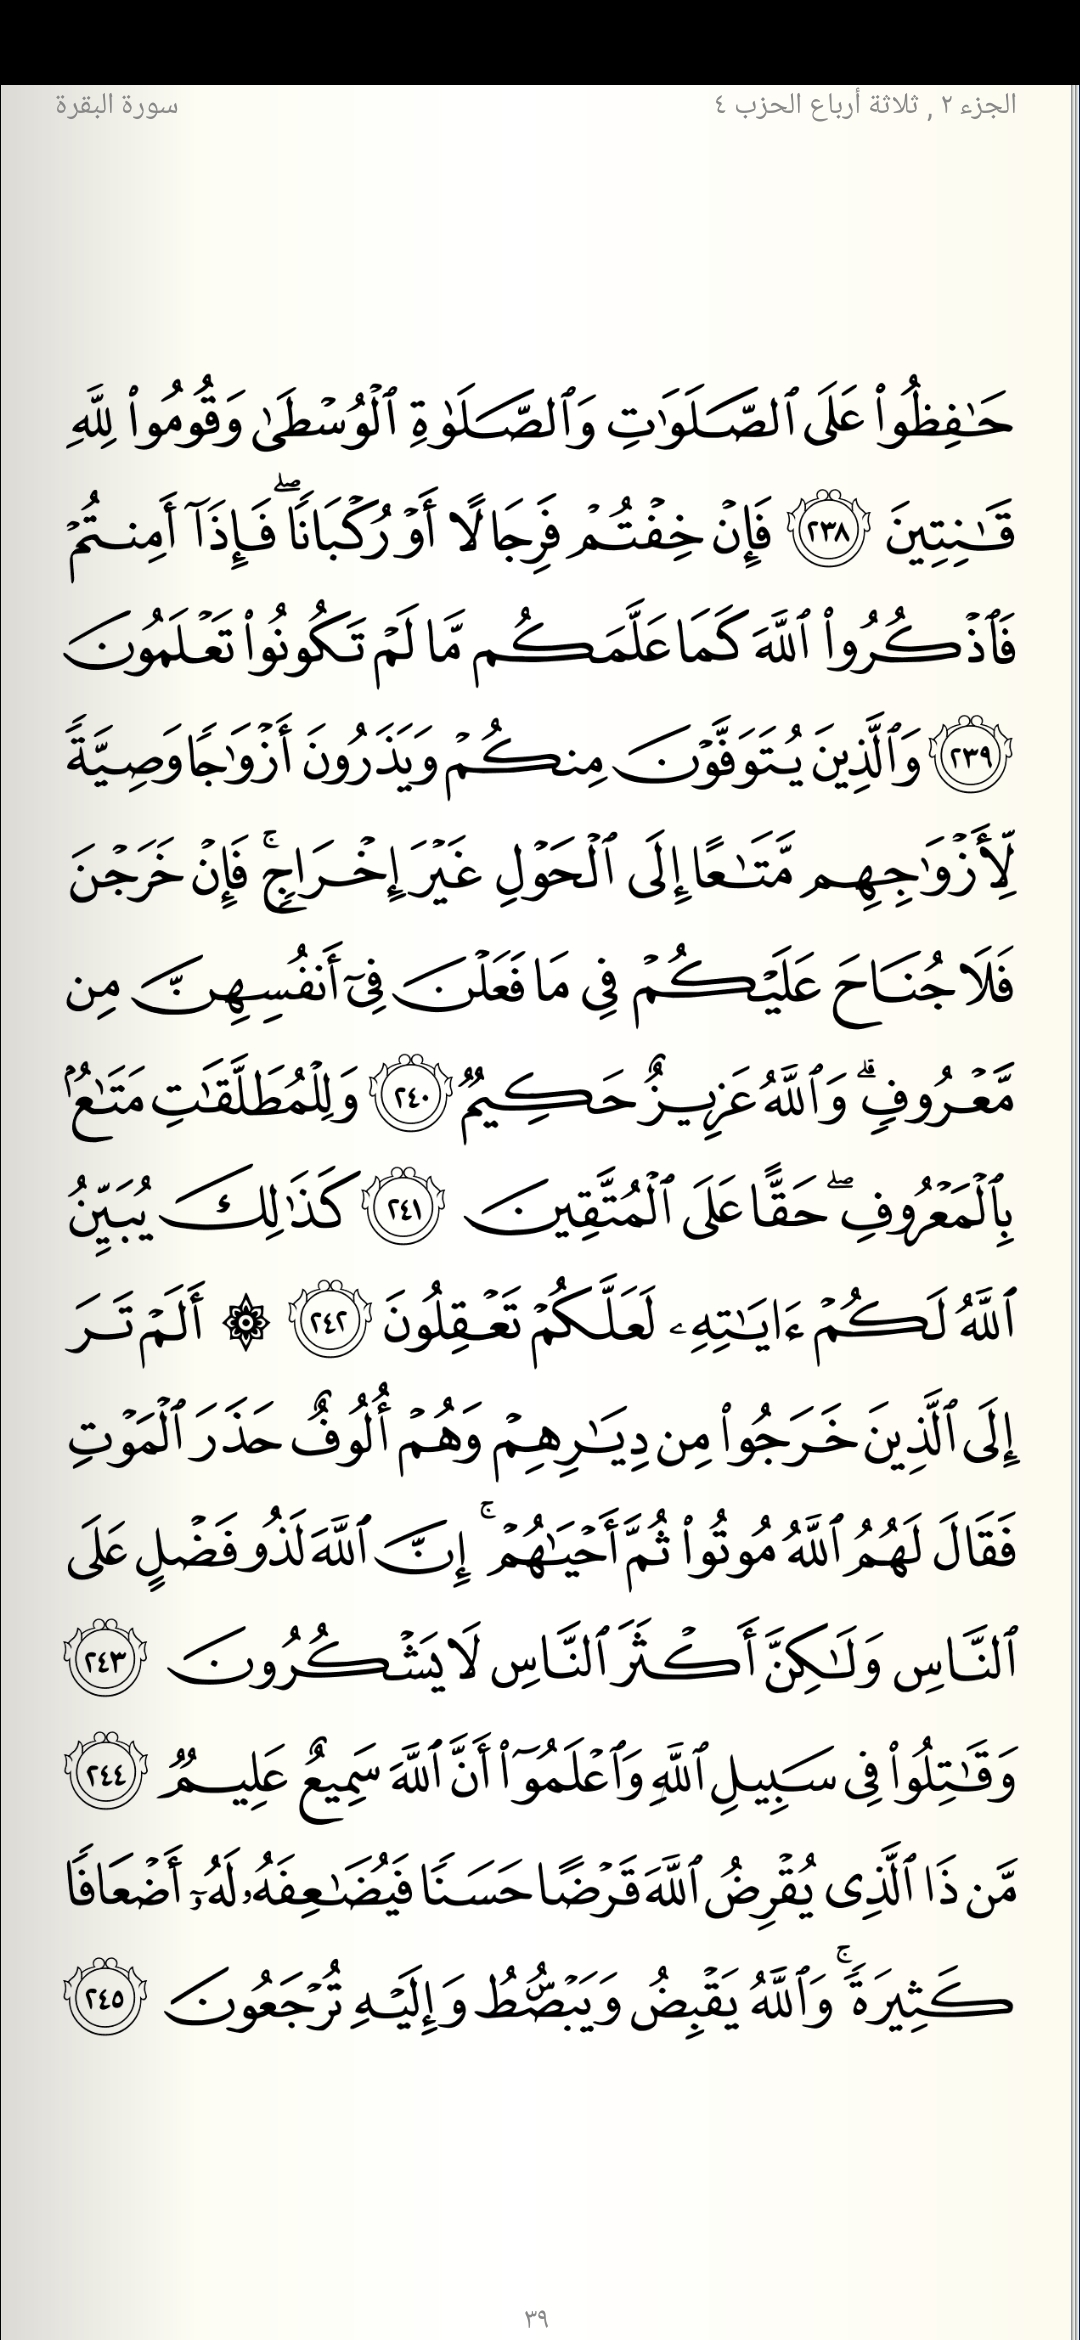 الجزء ٢ , ثلاثة أرباع الحزب ٤ سورة البقرة
حَٰفِظُوا۟ عَلَى ٱلصَّلَوَٰتِ وَٱلصَّلَوٰةِ ٱلْوُسْطَىٰ وَقُومُوا۟ لِلَّهِ
قَٰنِتِينَ ٢٣٨ فَإِنْ خِفْتُمْ فَرِجَالًا أَوْ رُكْبَانًا ۖ فَإِذَآ أَمِنتُمْ
فَٱذْكُرُوا۟ ٱللَّهَ كَمَا عَلَّمَكُم مَّا لَمْ تَكُونُوا۟ تَعْلَمُونَ
٢٣٩ وَٱلَّذِينَ يُتَوَفَّوْنَ مِنكُمْ وَيَذَرُونَ أَزْوَٰجًا وَصِيَّةً
لِّأَزْوَٰجِهِم مَّتَٰعًا إِلَى ٱلْحَوْلِ غَيْرَ إِخْرَاجٍ ۚ فَإِنْ خَرَجْنَ
فَلَا جُنَاحَ عَلَيْكُمْ فِى مَا فَعَلْنَ فِىٓ أَنفُسِهِنَّ مِن
مَّعْرُوفٍ ۗ وَٱللَّهُ عَزِيزٌ حَكِيمٌ ٢٤٠ وَلِلْمُطَلَّقَٰتِ مَتَٰعٌۢ
بِٱلْمَعْرُوفِ ۖ حَقًّا عَلَى ٱلْمُتَّقِينَ ٢٤١ كَذَٰلِكَ يُبَيِّنُ
ٱللَّهُ لَكُمْ ءَايَٰتِهِۦ لَعَلَّكُمْ تَعْقِلُونَ ٢٤٢ ۞ أَلَمْ تَرَ
إِلَى ٱلَّذِينَ خَرَجُوا۟ مِن دِيَٰرِهِمْ وَهُمْ أُلُوفٌ حَذَرَ ٱلْمَوْتِ
فَقَالَ لَهُمُ ٱللَّهُ مُوتُوا۟ ثُمَّ أَحْيَٰهُمْ ۚ إِنَّ ٱللَّهَ لَذُو فَضْلٍ عَلَى
ٱلنَّاسِ وَلَٰكِنَّ أَكْثَرَ ٱلنَّاسِ لَا يَشْكُرُونَ ٢٤٣
وَقَٰتِلُوا۟ فِى سَبِيلِ ٱللَّهِ وَٱعْلَمُوٓا۟ أَنَّ ٱللَّهَ سَمِيعٌ عَلِيمٌ ٢٤٤
مَّن ذَا ٱلَّذِى يُقْرِضُ ٱللَّهَ قَرْضًا حَسَنًا فَيُضَٰعِفَهُۥ لَهُۥٓ أَضْعَافًا
كَثِيرَةً ۚ وَٱللَّهُ يَقْبِضُ وَيَبْصُۜطُ وَإِلَيْهِ تُرْجَعُونَ ٢٤٥
٣٩